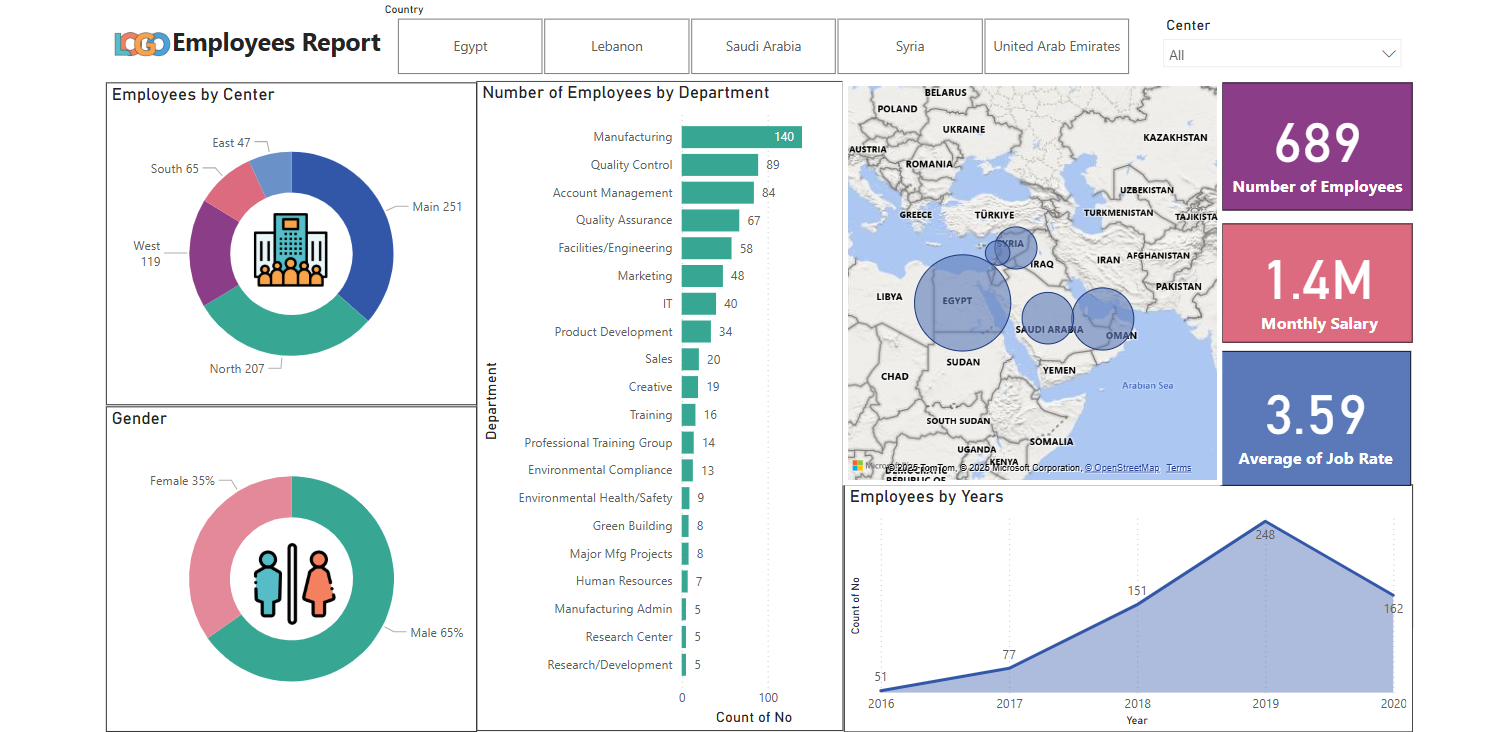 Country
LOGO
Employees Report
Egypt
Lebanon
Saudi Arabia
Syria
United Arab Emirates
Center
All
Employees by Center
East 47
South 65
Main 251
West
119
North 207
Gender
Female 35%
Male 65%
Number of Employees by Department
Department
Manufacturing 140
Quality Control 89
Account Management 84
Quality Assurance 67
Facilities/Engineering 58
Marketing 48
IT 40
Product Development 34
Sales 20
Creative 19
Training 16
Professional Training Group 14
Environmental Compliance 13
Environmental Health/Safety 9
Green Building 8
Major Mfg Projects 8
Human Resources 7
Manufacturing Admin 5
Research Center 5
Research/Development 5
0 100
Count of No
BELARUS
POLAND
UKRAINE
KAZAKHSTAN
AUSTRIA
ROMANIA
UZBEKISTAN
GREECE
TÜRKIYE
TURKMENISTAN
TAJIKISTA
SYRIA
IRAQ
IRAN
AFGHANISTAN
PAKISTAN
LIBYA
EGYPT
SAUDI ARABIA
OMAN
SUDAN
YEMEN
CHAD
Arabian Sea
SOUTH SUDAN
SOMALIA
UGANDA
KENYA
© 2025 TomTom, © 2025 Microsoft Corporation, © OpenStreetMap Terms
689
Number of Employees
1.4M
Monthly Salary
3.59
Average of Job Rate
Employees by Years
Count of No
51
77
151
248
162
2016 2017 2018 2019 2020
Year